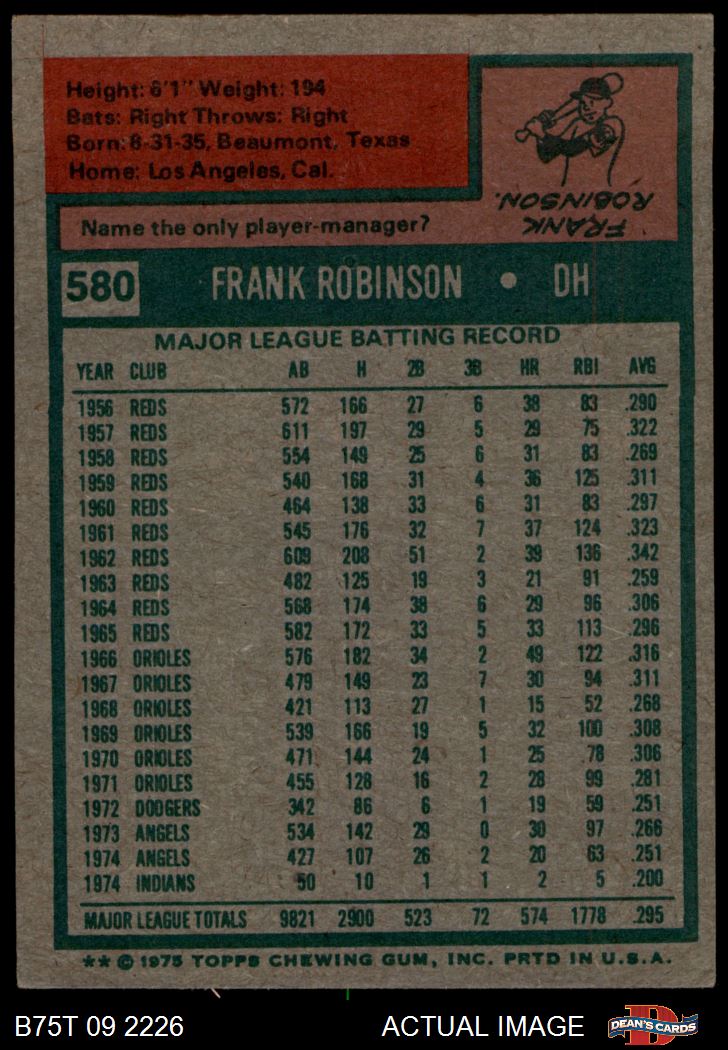 Height: 6'1" Weight: 194
Bats: Right Throws: Right
Born: 8-31-35, Beaumont, Texas
Home: Los Angeles, Cal.
Name the only player-manager?
FRANK
ROBINSON.
580 FRANK ROBINSON • DH
MAJOR LEAGUE BATTING RECORD
YEAR CLUB AB H 2B 3B HR RBI AVG
1956 REDS 572 166 27 6 38 83 .290
1957 REDS 611 197 29 5 29 75 .322
1958 REDS 554 149 25 6 31 83 .269
1959 REDS 540 168 31 4 36 125 .311
1960 REDS 464 138 33 6 31 83 .297
1961 REDS 545 176 32 7 37 124 .323
1962 REDS 609 208 51 2 39 136 .342
1963 REDS 482 125 19 3 21 91 .259
1964 REDS 568 174 38 6 29 96 .306
1965 REDS 582 172 33 5 33 113 .296
1966 ORIOLES 576 182 34 2 49 122 .316
1967 ORIOLES 479 149 23 7 30 94 .311
1968 ORIOLES 421 113 27 1 15 52 .268
1969 ORIOLES 539 166 19 5 32 100 .308
1970 ORIOLES 471 144 24 1 25 78 .306
1971 ORIOLES 455 128 16 2 28 99 .281
1972 DODGERS 342 86 6 1 19 59 .251
1973 ANGELS 534 142 29 0 30 97 .266
1974 ANGELS 427 107 26 2 20 63 .251
1974 INDIANS 50 10 1 1 2 5 .200
MAJOR LEAGUE TOTALS 9821 2900 523 72 574 1778 .295
** © 1975 TOPPS CHEWING GUM, INC. PRTD IN U.S.A.
B75T 09 2226 ACTUAL IMAGE
D
DEAN'S CARDS